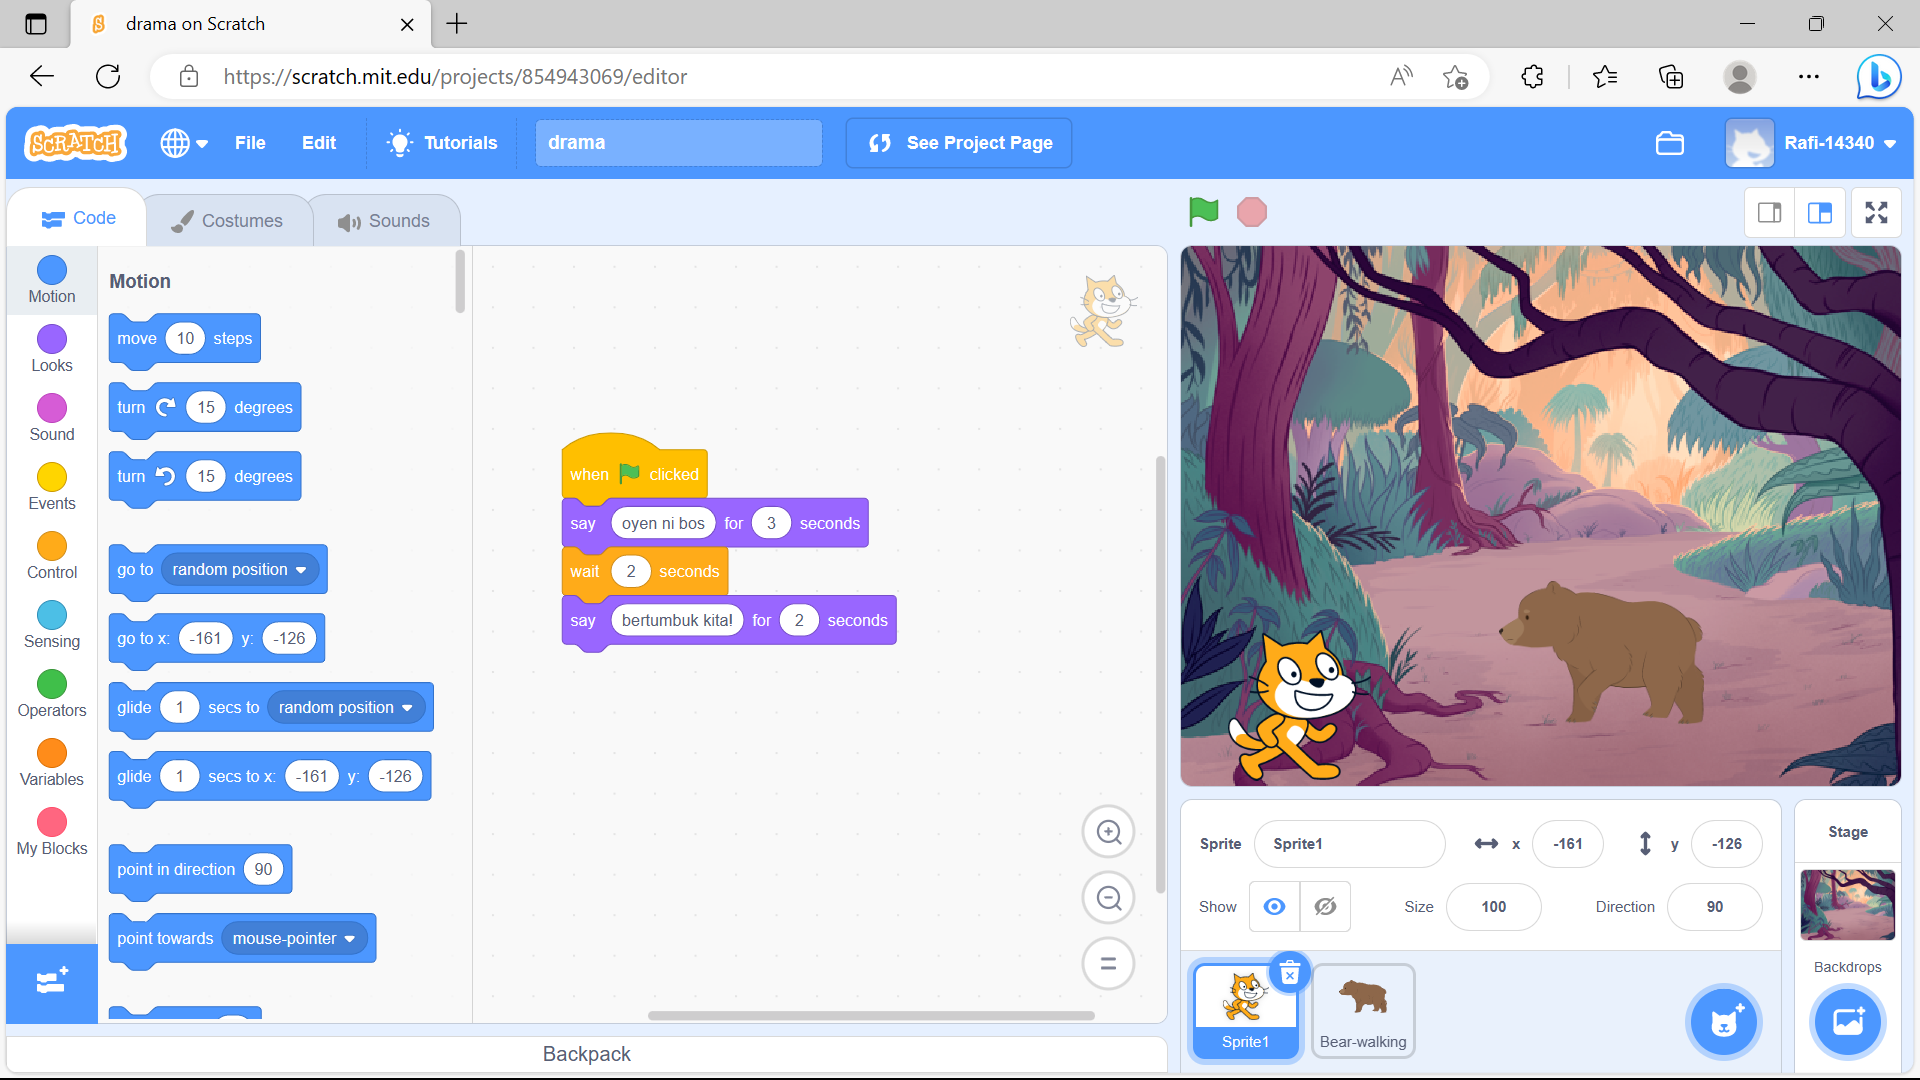 drama on Scratch
https://scratch.mit.edu/projects/854943069/editor
SCRATCH File Edit Tutorials drama See Project Page Rafi-14340
Code Costumes Sounds
Motion
Looks
Sound
Events
Control
Sensing
Operators
Variables
My Blocks
Motion
move 10 steps
turn 15 degrees
turn 15 degrees
go to random position
go to x: -161 y: -126
glide 1 secs to random position
glide 1 secs to x: -161 y: -126
point in direction 90
point towards mouse-pointer
when clicked
say oyen ni bos for 3 seconds
wait 2 seconds
say bertumbuk kita! for 2 seconds
Backpack
Sprite Sprite1 x -161 y -126
Show Size 100 Direction 90
Sprite1 Bear-walking
Stage
Backdrops